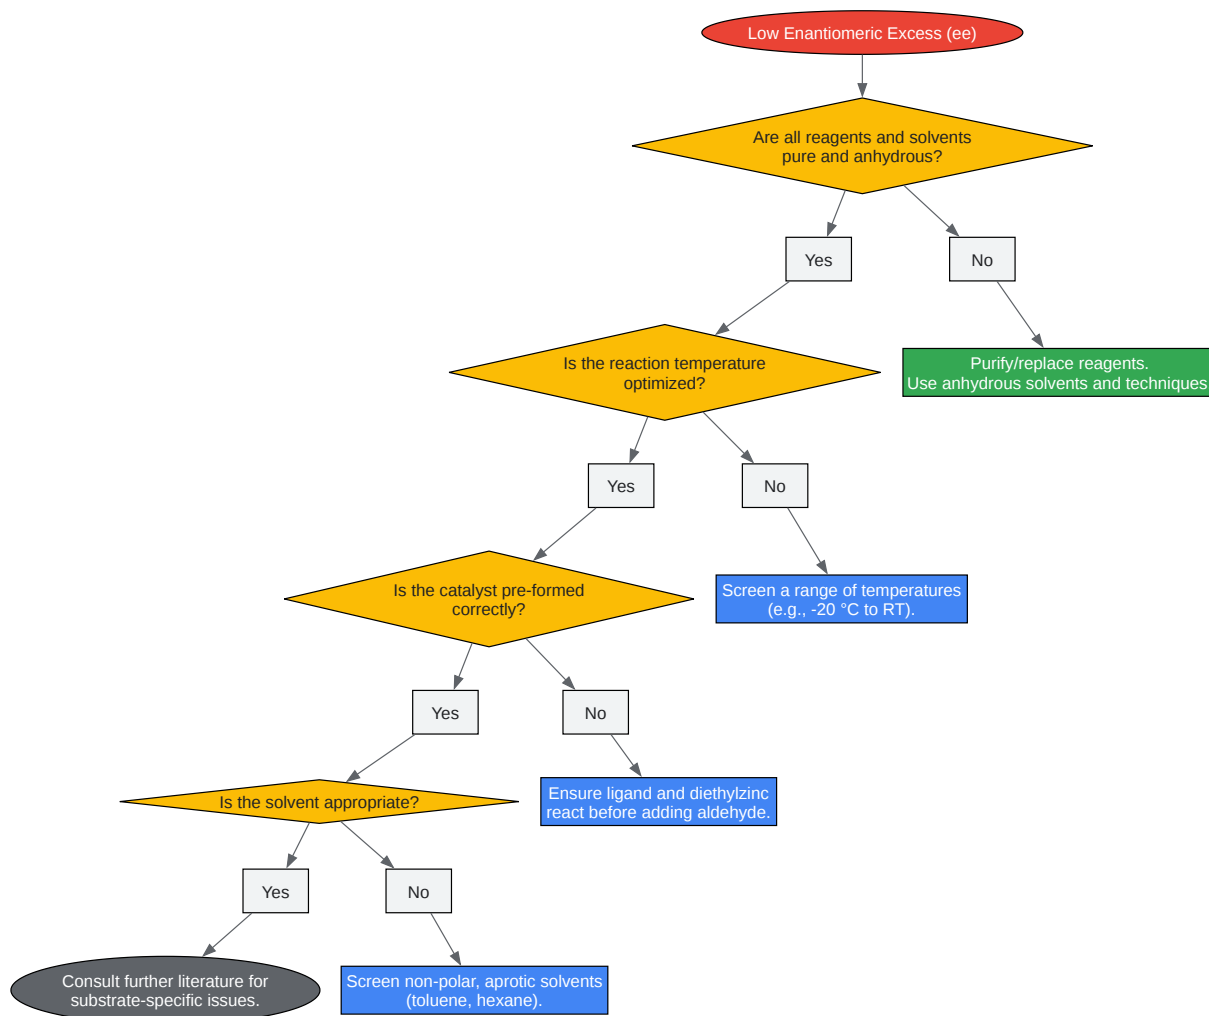 Low Enantiomeric Excess (ee)
Are all reagents and solvents
pure and anhydrous?
Yes
No
Is the reaction temperature
optimized?
Purify/replace reagents.
Use anhydrous solvents and techniques
Yes
No
Is the catalyst pre-formed
correctly?
Screen a range of temperatures
(e.g., -20 °C to RT).
Yes
No
Is the solvent appropriate?
Ensure ligand and diethylzinc
react before adding aldehyde.
Yes
No
Consult further literature for
substrate-specific issues.
Screen non-polar, aprotic solvents
(toluene, hexane).